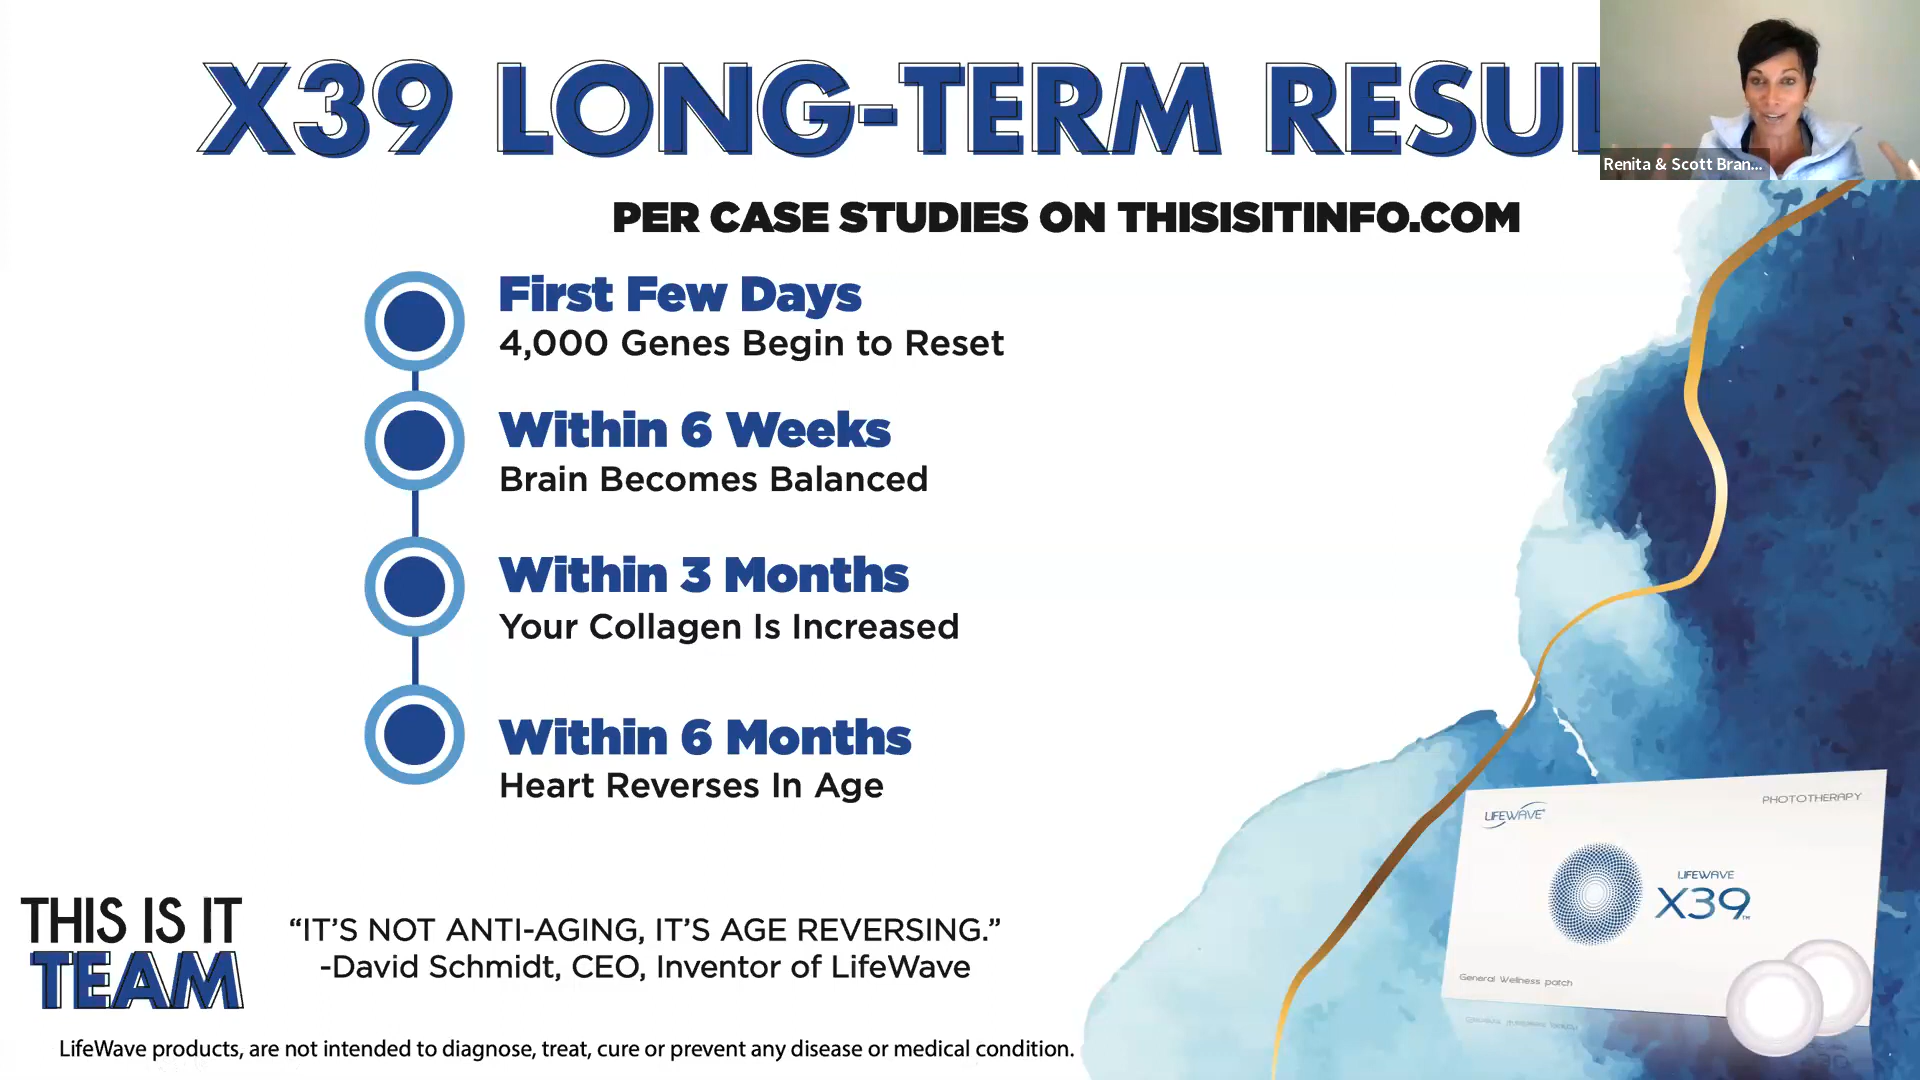 X39 LONG-TERM RESUL
Renita & Scott Bran...
PER CASE STUDIES ON THISISITINFO.COM
First Few Days
4,000 Genes Begin to Reset
Within 6 Weeks
Brain Becomes Balanced
Within 3 Months
Your Collagen Is Increased
Within 6 Months
Heart Reverses In Age
LIFEWAVE
PHOTOTHERAPY
LIFEWAVE
X39™
General Wellness patch
THIS IS IT
TEAM
“IT’S NOT ANTI-AGING, IT’S AGE REVERSING.”
-David Schmidt, CEO, Inventor of LifeWave
LifeWave products, are not intended to diagnose, treat, cure or prevent any disease or medical condition.